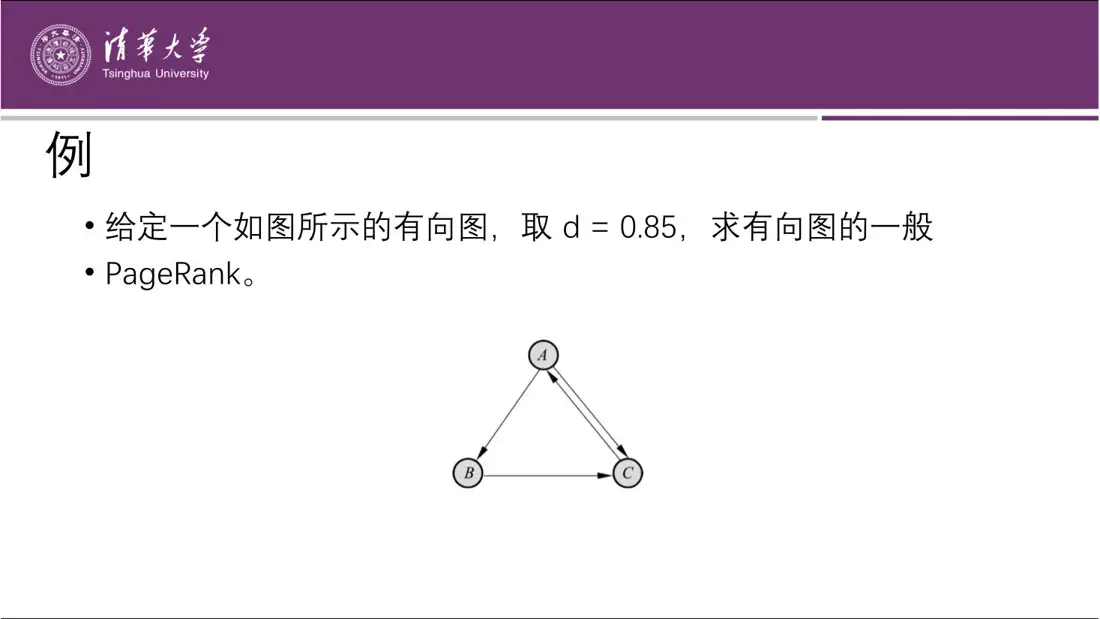 清华大学
Tsinghua University
例
• 给定一个如图所示的有向图，取 d = 0.85，求有向图的一般
• PageRank。
A
B
C